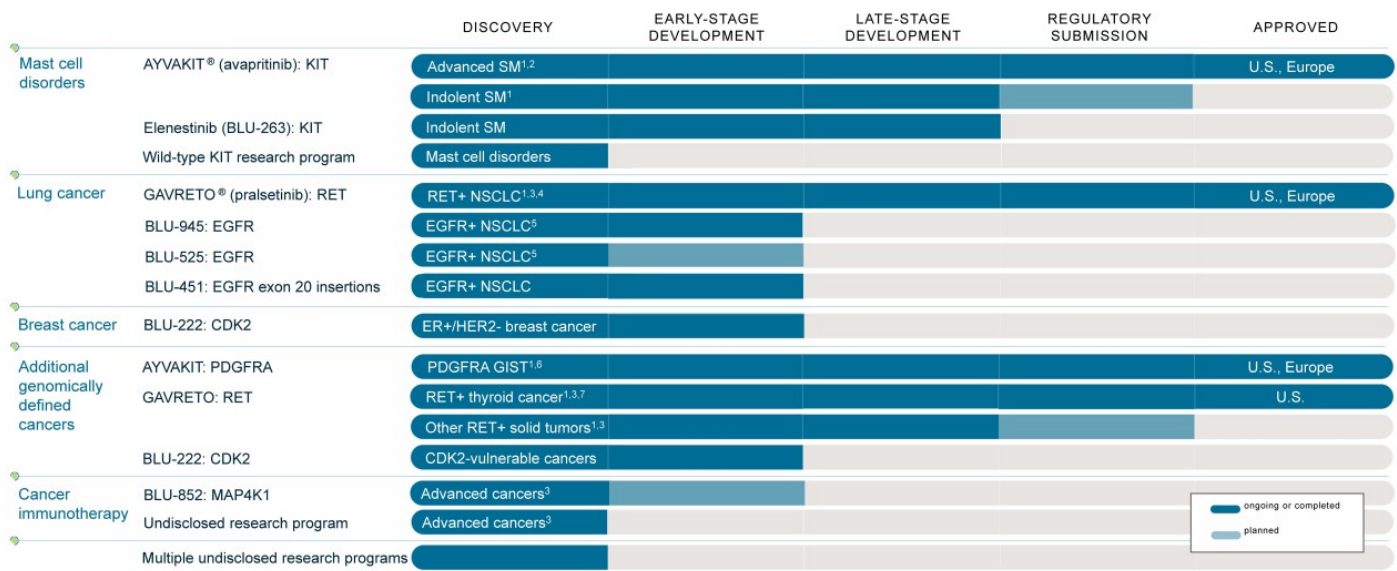 DISCOVERY
EARLY-STAGE
DEVELOPMENT
LATE-STAGE
DEVELOPMENT
REGULATORY
SUBMISSION
APPROVED
Mast cell
disorders
AYVAKIT® (avapritinib): KIT
Advanced SM1,2
U.S., Europe
Indolent SM1
Elenestinib (BLU-263): KIT
Indolent SM
Wild-type KIT research program
Mast cell disorders
Lung cancer
GAVRETO® (pralsetinib): RET
RET+ NSCLC1,3,4
U.S., Europe
BLU-945: EGFR
EGFR+ NSCLC5
BLU-525: EGFR
EGFR+ NSCLC5
BLU-451: EGFR exon 20 insertions
EGFR+ NSCLC
Breast cancer
BLU-222: CDK2
ER+/HER2- breast cancer
Additional
genomically
defined
cancers
AYVAKIT: PDGFRA
PDGFRA GIST1,6
U.S., Europe
GAVRETO: RET
RET+ thyroid cancer1,3,7
U.S.
Other RET+ solid tumors1,3
BLU-222: CDK2
CDK2-vulnerable cancers
Cancer
immunotherapy
BLU-852: MAP4K1
Advanced cancers3
Undisclosed research program
Advanced cancers3
Multiple undisclosed research programs
ongoing or completed
planned